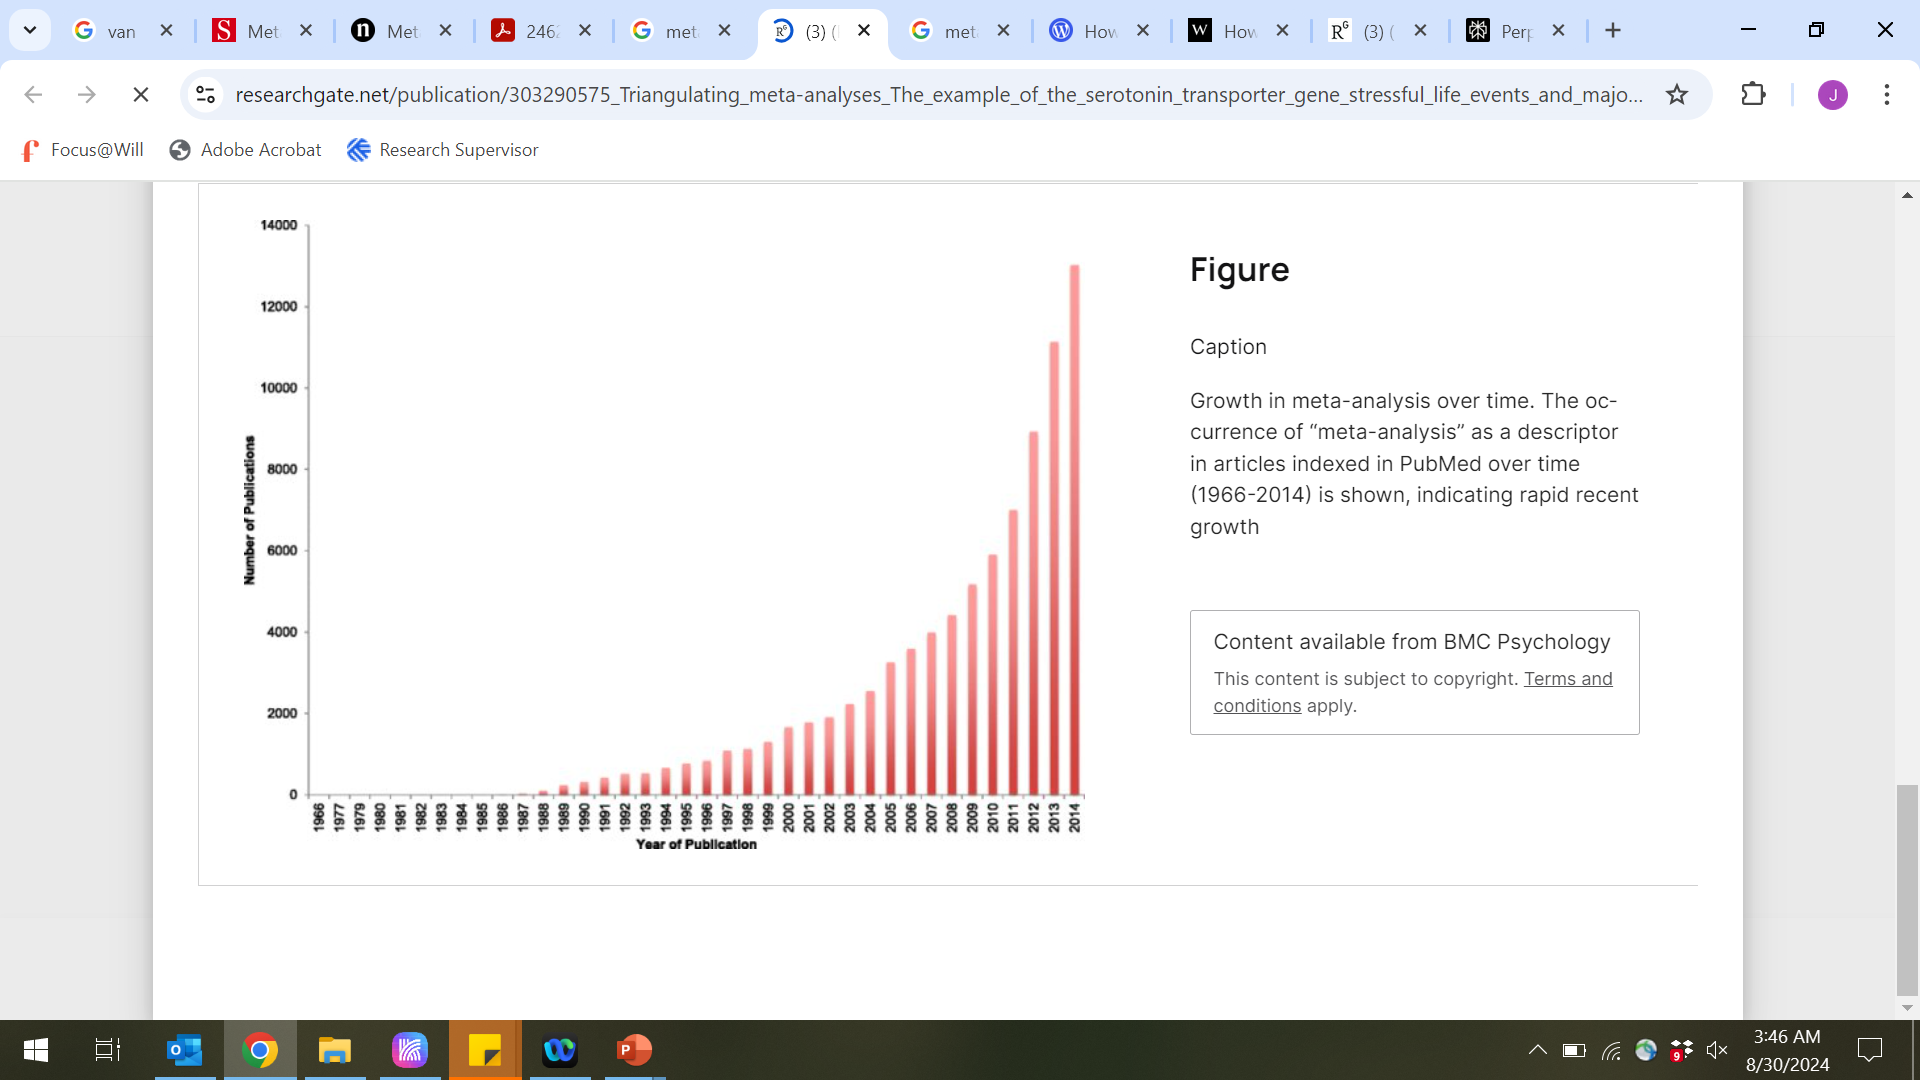 van
Met
Met
246
met
(3) (
met
How
How
(3) (
Perp
researchgate.net/publication/303290575_Triangulating_meta-analyses_The_example_of_the_serotonin_transporter_gene_stressful_life_events_and_majo...
J
Focus@Will
Adobe Acrobat
Research Supervisor
14000
12000
10000
8000
6000
4000
2000
0
Number of Publications
1966 1977 1979 1980 1981 1982 1983 1984 1985 1986 1987 1988 1989 1990 1991 1992 1993 1994 1995 1996 1997 1998 1999 2000 2001 2002 2003 2004 2005 2006 2007 2008 2009 2010 2011 2012 2013 2014
Year of Publication
Figure
Caption
Growth in meta-analysis over time. The oc-
currence of “meta-analysis” as a descriptor
in articles indexed in PubMed over time
(1966-2014) is shown, indicating rapid recent
growth
Content available from BMC Psychology
This content is subject to copyright. Terms and
conditions apply.
9
3:46 AM
8/30/2024